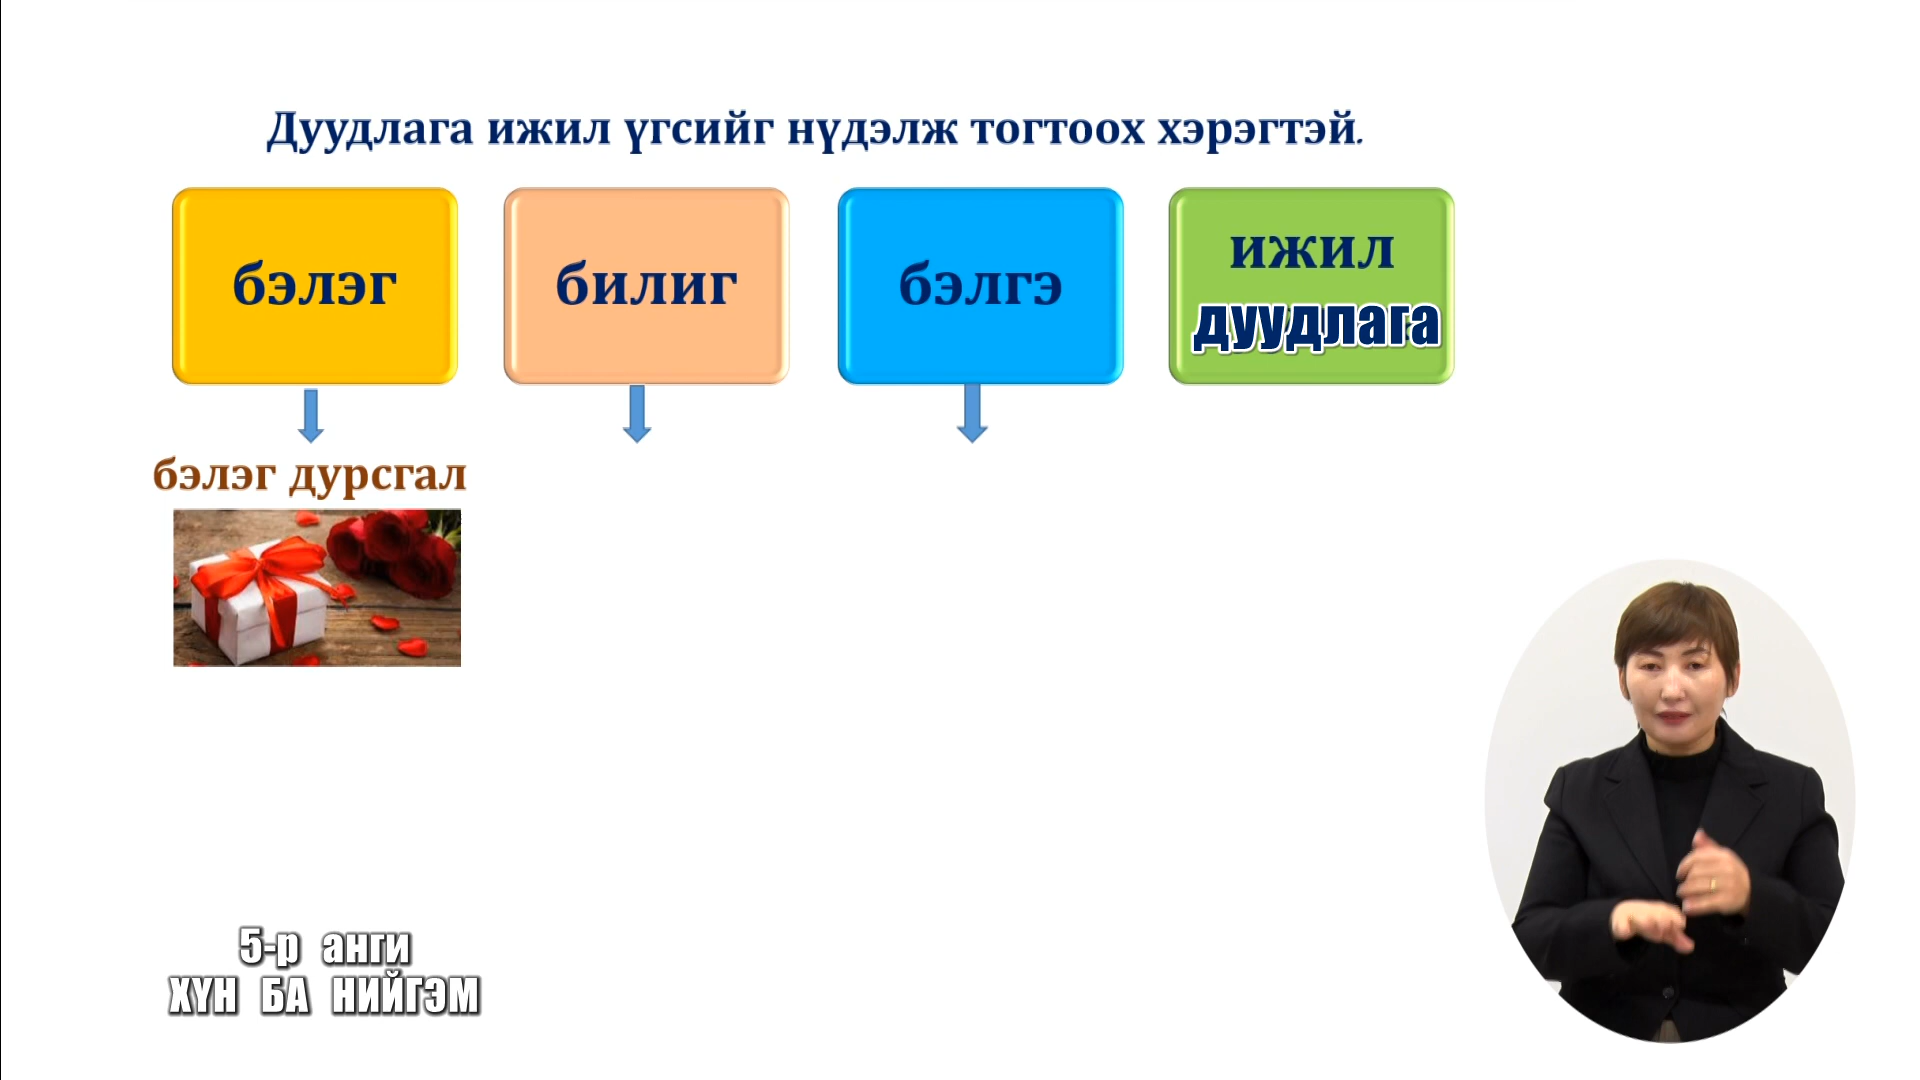 Дуудлага ижил үгсийг нүдэлж тогтоох хэрэгтэй.
бэлэг
билиг
бэлгэ
ижил
дуудлага
бэлэг дурсгал
5-р анги
ХҮН БА НИЙГЭМ